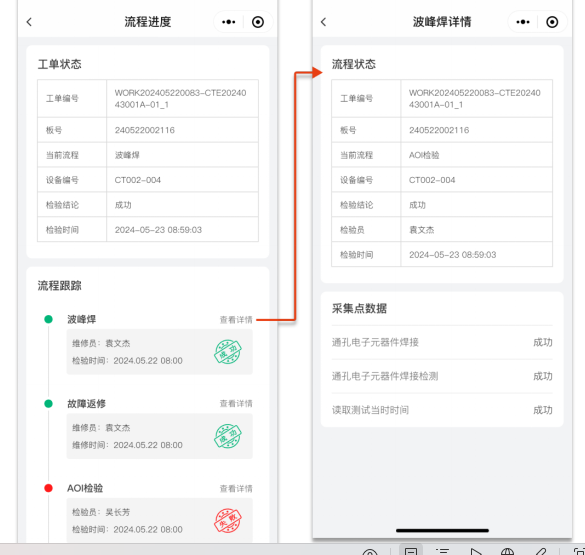 流程进度
工单状态
工单编号
WORK202405220083-CTE20240
43001A-01_1
板号
240522002116
当前流程
波峰焊
设备编号
CT002-004
检验结论
成功
检验时间
2024-05-23 08:59:03
流程跟踪
波峰焊
查看详情
维修员：袁文杰
检验时间：2024.05.22 08:00
成功
故障返修
查看详情
维修员：袁文杰
维修时间：2024.05.22 08:00
成功
AOI检验
查看详情
检验员：吴长芳
检验时间：2024.05.22 08:00
失败
波峰焊详情
流程状态
工单编号
WORK202405220083-CTE20240
43001A-01_1
板号
240522002116
当前流程
AOI检验
设备编号
CT002-004
检验结论
成功
检验员
袁文杰
检验时间
2024-05-23 08:59:03
采集点数据
通孔电子元器件焊接
成功
通孔电子元器件焊接检测
成功
读取测试当时时间
成功